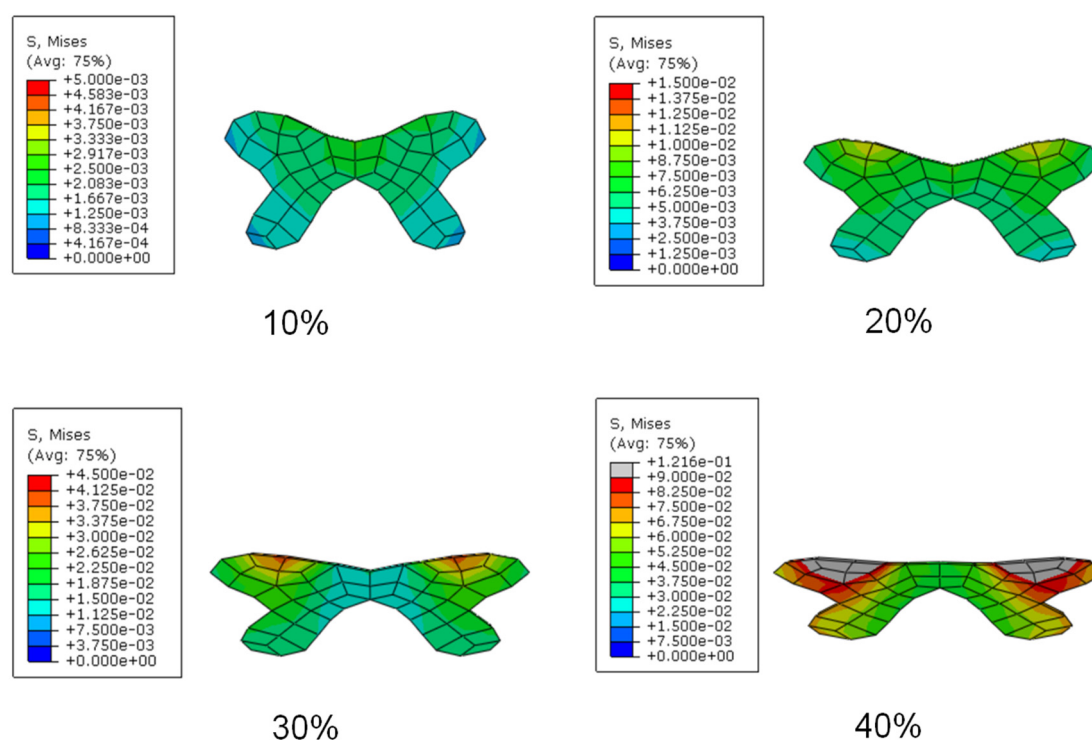 S, Mises
(Avg: 75%)
+5.000e-03
+4.583e-03
+4.167e-03
+3.750e-03
+3.333e-03
+2.917e-03
+2.500e-03
+2.083e-03
+1.667e-03
+1.250e-03
+8.333e-04
+4.167e-04
+0.000e+00
10%
S, Mises
(Avg: 75%)
+1.500e-02
+1.375e-02
+1.250e-02
+1.125e-02
+1.000e-02
+8.750e-03
+7.500e-03
+6.250e-03
+5.000e-03
+3.750e-03
+2.500e-03
+1.250e-03
+0.000e+00
20%
S, Mises
(Avg: 75%)
+4.500e-02
+4.125e-02
+3.750e-02
+3.375e-02
+3.000e-02
+2.625e-02
+2.250e-02
+1.875e-02
+1.500e-02
+1.125e-02
+7.500e-03
+3.750e-03
+0.000e+00
30%
S, Mises
(Avg: 75%)
+1.216e-01
+9.000e-02
+8.250e-02
+7.500e-02
+6.750e-02
+6.000e-02
+5.250e-02
+4.500e-02
+3.750e-02
+3.000e-02
+2.250e-02
+1.500e-02
+7.500e-03
+0.000e+00
40%